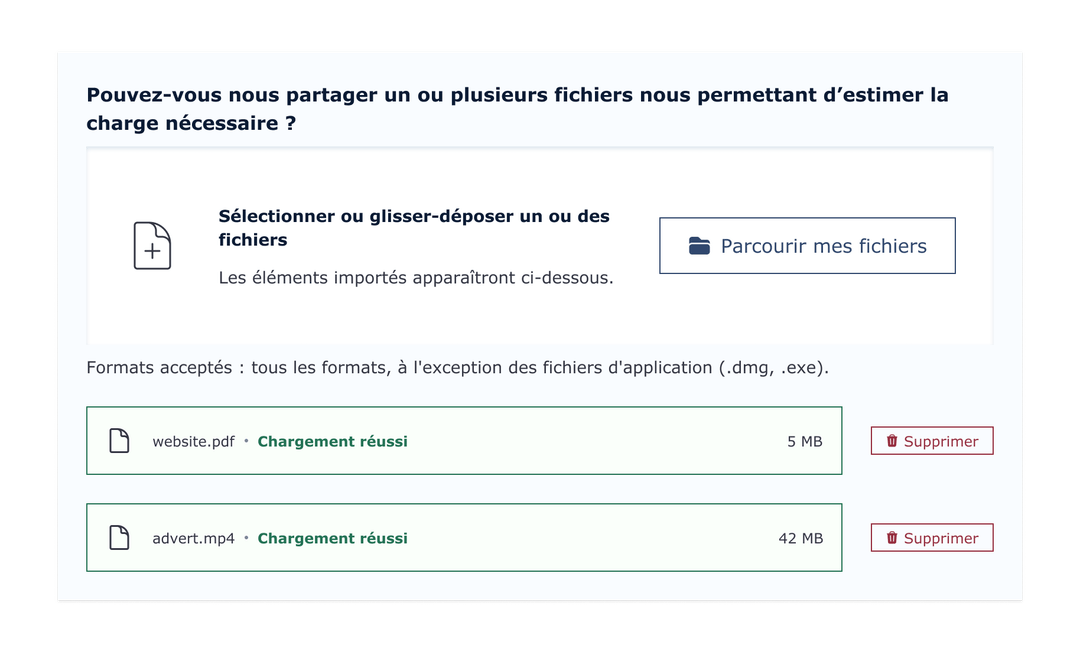 Pouvez-vous nous partager un ou plusieurs fichiers nous permettant d’estimer la
charge nécessaire ?
Sélectionner ou glisser-déposer un ou des
fichiers
Les éléments importés apparaîtront ci-dessous.
Parcourir mes fichiers
Formats acceptés : tous les formats, à l'exception des fichiers d'application (.dmg, .exe).
website.pdf • Chargement réussi 5 MB Supprimer
advert.mp4 • Chargement réussi 42 MB Supprimer